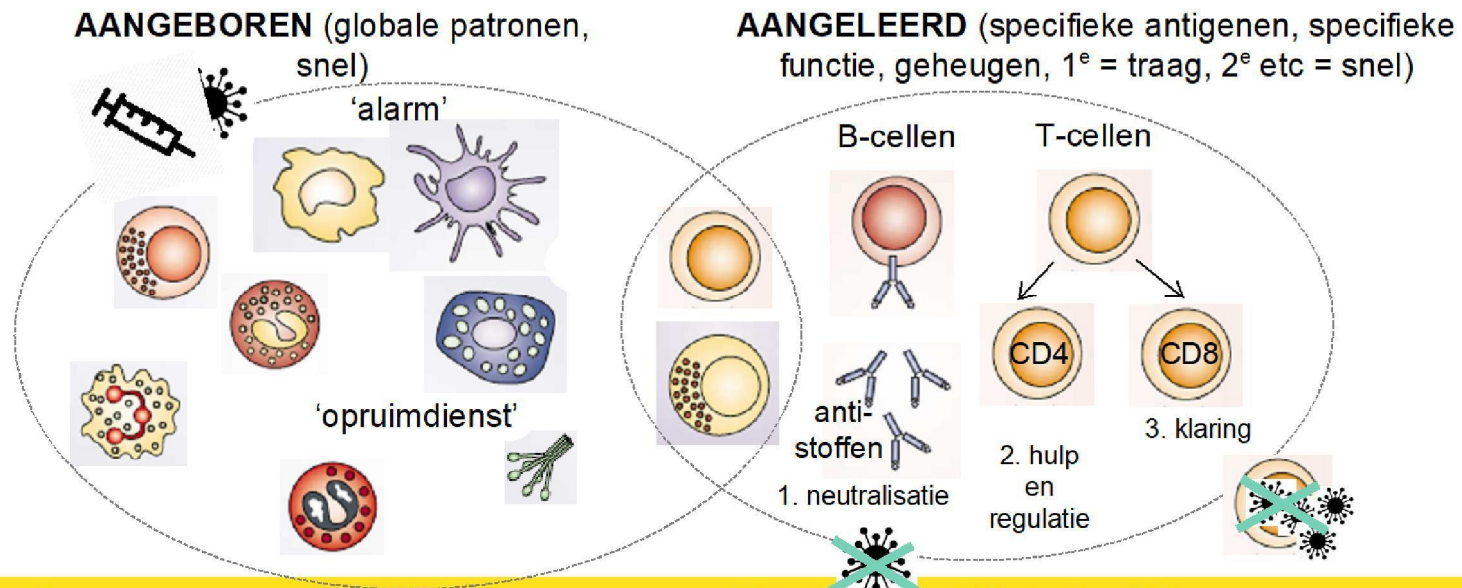 AANGEBOREN (globale patronen,
snel)
AANGELEERD (specifieke antigenen, specifieke
functie, geheugen, 1e = traag, 2e etc = snel)
‘alarm’
‘opruimdienst’
B-cellen
T-cellen
CD4
CD8
anti-
stoffen
1. neutralisatie
2. hulp
en
regulatie
3. klaring